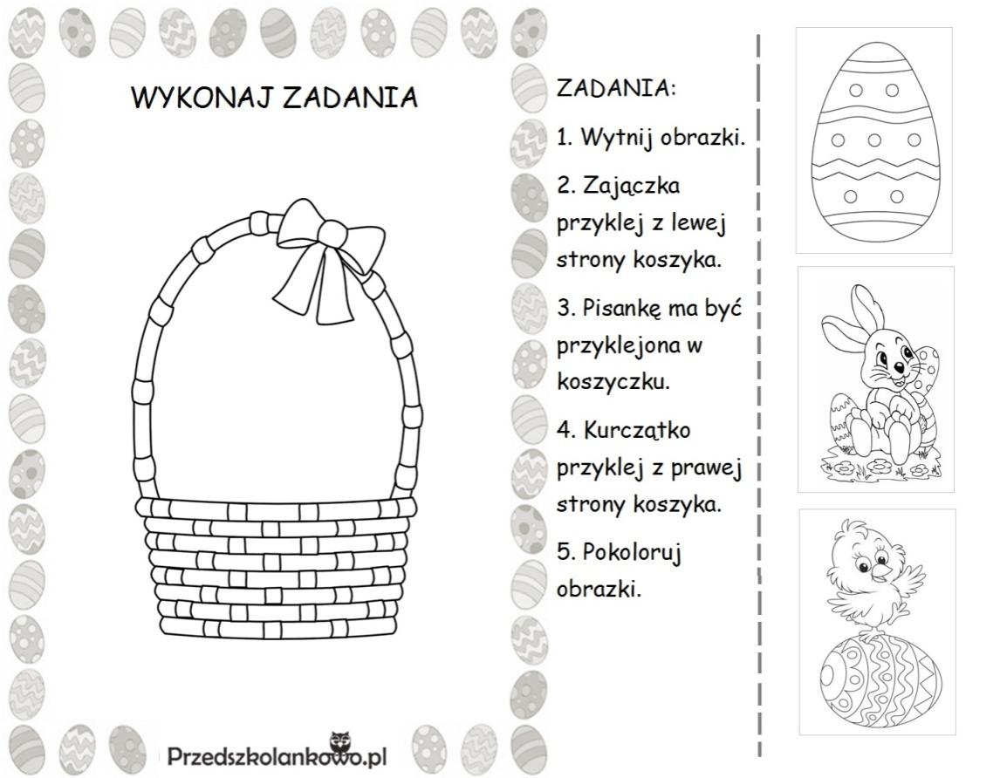 WYKONAJ ZADANIA
ZADANIA:
1. Wytnij obrazki.
2. Zajączka
przyklej z lewej
strony koszyka.
3. Pisankę ma być
przyklejona w
koszyczku.
4. Kurczątko
przyklej z prawej
strony koszyka.
5. Pokoloruj
obrazki.
Przedszkolankowo.pl